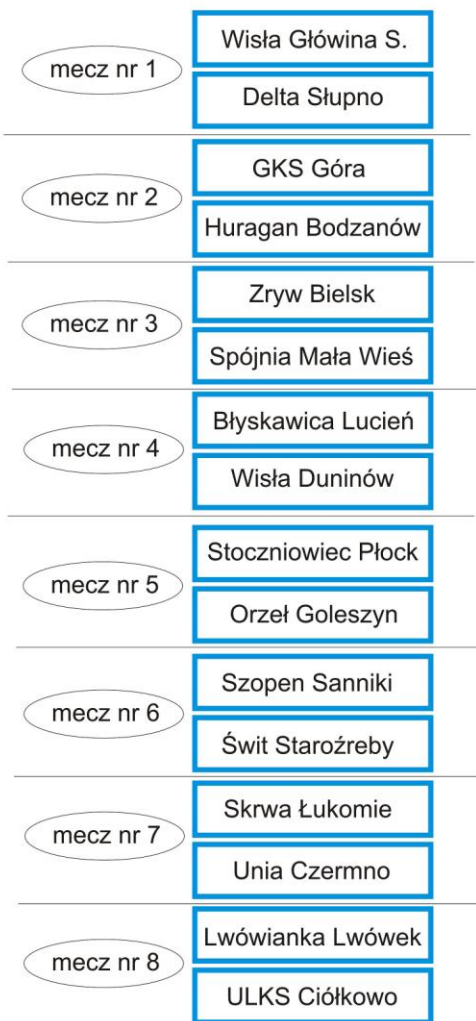 mecz nr 1
Wisła Główina S.
Delta Słupno
mecz nr 2
GKS Góra
Huragan Bodzanów
mecz nr 3
Zryw Bielsk
Spójnia Mała Wieś
mecz nr 4
Błyskawica Lucień
Wisła Duninów
mecz nr 5
Stoczniowiec Płock
Orzeł Goleszyn
mecz nr 6
Szopen Sanniki
Świt Staroźreby
mecz nr 7
Skrwa Łukomie
Unia Czermno
mecz nr 8
Lwówianka Lwówek
ULKS Ciółkowo